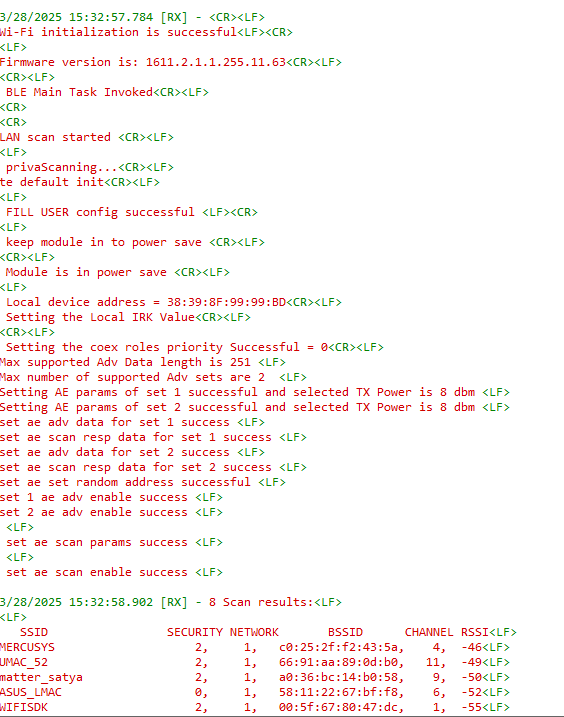 3/28/2025 15:32:57.784 [RX] - <CR><LF>
Wi-Fi initialization is successful<LF><CR>
<LF>
Firmware version is: 1611.2.1.1.255.11.63<CR><LF>
<CR><LF>
BLE Main Task Invoked<CR><LF>
<CR>
<CR>
LAN scan started <CR><LF>
<LF>
privaScanning...<CR><LF>
te default init<CR><LF>
<LF>
FILL USER config successful <LF><CR>
<LF>
keep module in to power save <CR><LF>
<CR><LF>
Module is in power save <CR><LF>
<LF>
Local device address = 38:39:8F:99:99:BD<CR><LF>
Setting the Local IRK Value<CR><LF>
<CR><LF>
Setting the coex roles priority Successful = 0<CR><LF>
Max supported Adv Data length is 251 <LF>
Max number of supported Adv sets are 2  <LF>
Setting AE params of set 1 successful and selected TX Power is 8 dbm <LF>
Setting AE params of set 2 successful and selected TX Power is 8 dbm <LF>
set ae adv data for set 1 success <LF>
set ae scan resp data for set 1 success <LF>
set ae adv data for set 2 success <LF>
set ae scan resp data for set 2 success <LF>
set ae set random address successful <LF>
set 1 ae adv enable success <LF>
set 2 ae adv enable success <LF>
<LF>
set ae scan params success <LF>
<LF>
set ae scan enable success <LF>
3/28/2025 15:32:58.902 [RX] - 8 Scan results:<LF>
<LF>
SSID SECURITY NETWORK BSSID CHANNEL RSSI<LF>
MERCUSYS 2, 1, c0:25:2f:f2:43:5a, 4, -46<LF>
UMAC_52 2, 1, 66:91:aa:89:0d:b0, 11, -49<LF>
matter_satya 2, 1, a0:36:bc:14:b0:58, 9, -50<LF>
ASUS_LMAC 0, 1, 58:11:22:67:bf:f8, 6, -52<LF>
WIFISDK 2, 1, 00:5f:67:80:47:dc, 1, -55<LF>